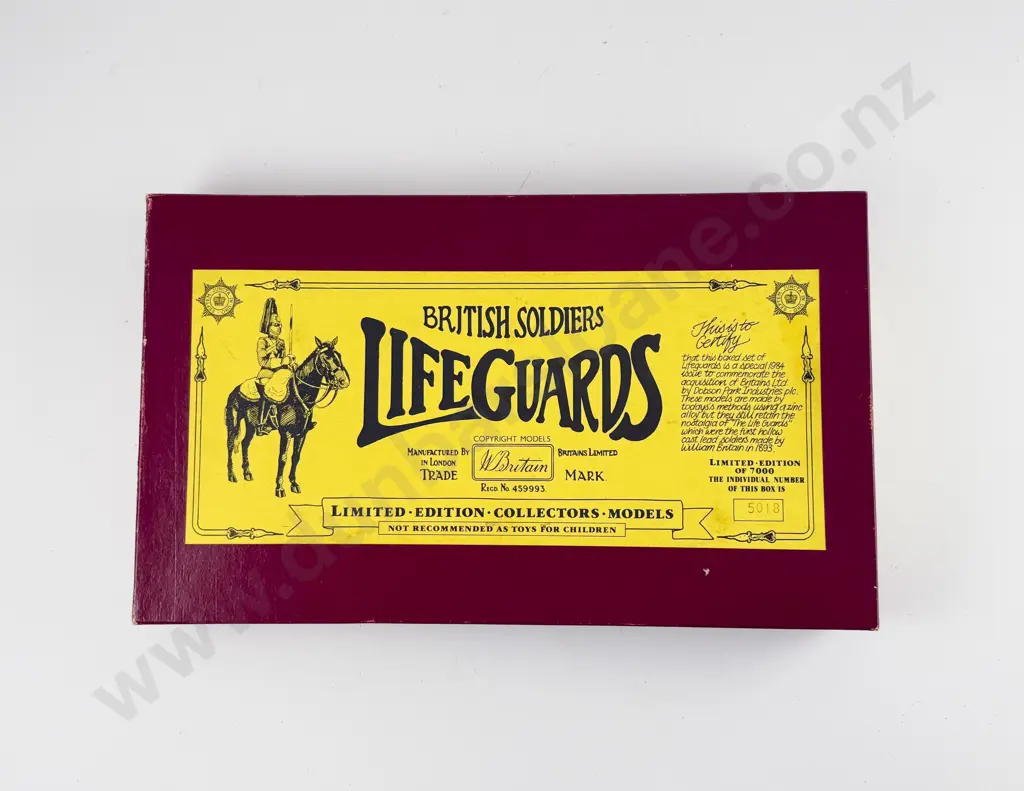 BRITISH SOLDIERS
LIFEGUARDS
COPYRIGHT MODELS
MANUFACTURED BY
IN LONDON
TRADE
W. Britain
BRITAINS LIMITED
MARK.
REGD. No. 459993.
LIMITED·EDITION·COLLECTORS·MODELS
NOT RECOMMENDED AS TOYS FOR CHILDREN
This is to
Certify
that this boxed set of
Lifeguards is a special 1984
issue to commemorate the
acquisition of Britains Ltd
by Dobson Park Industries plc.
These models are made by
today's methods using a zinc
alloy but they still retain the
nostalgia of "The Life Guards"
which were the first hollow
cast lead soldiers made by
William Britain in 1893.
LIMITED·EDITION
OF 7000
THE INDIVIDUAL NUMBER
OF THIS BOX IS
5018
www.dunbarsloane.co.nz